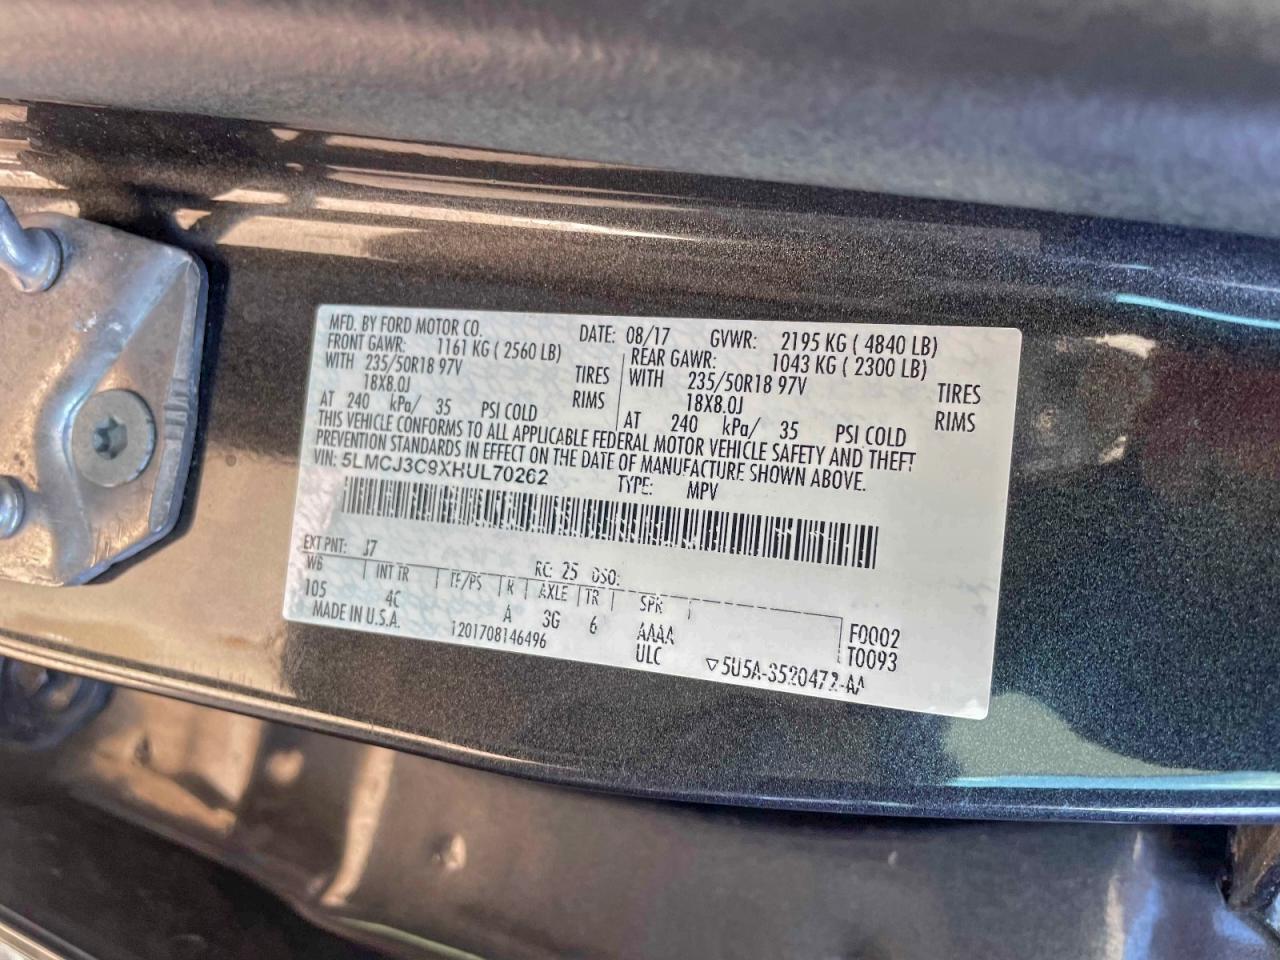 MFD. BY FORD MOTOR CO. DATE: 08/17 GVWR: 2195 KG ( 4840 LB)
FRONT GAWR: 1161 KG ( 2560 LB) REAR GAWR: 1043 KG ( 2300 LB)
WITH 235/50R18 97V TIRES WITH 235/50R18 97V TIRES
18X8.0J RIMS 18X8.0J RIMS
AT 240 kPa/ 35 PSI COLD AT 240 kPa/ 35 PSI COLD
THIS VEHICLE CONFORMS TO ALL APPLICABLE FEDERAL MOTOR VEHICLE SAFETY AND THEFT
PREVENTION STANDARDS IN EFFECT ON THE DATE OF MANUFACTURE SHOWN ABOVE.
VIN: 5LMCJ3C9XHUL70262 TYPE: MPV
EXT PNT: J7 RC: 25 DSO:
WB INT TR TP/PS R AXLE TR SPR
105 4C A 3G 6 AAAA F0002
MADE IN U.S.A. 1201708146496 ULC T0093
▽5U5A-3520472-AA